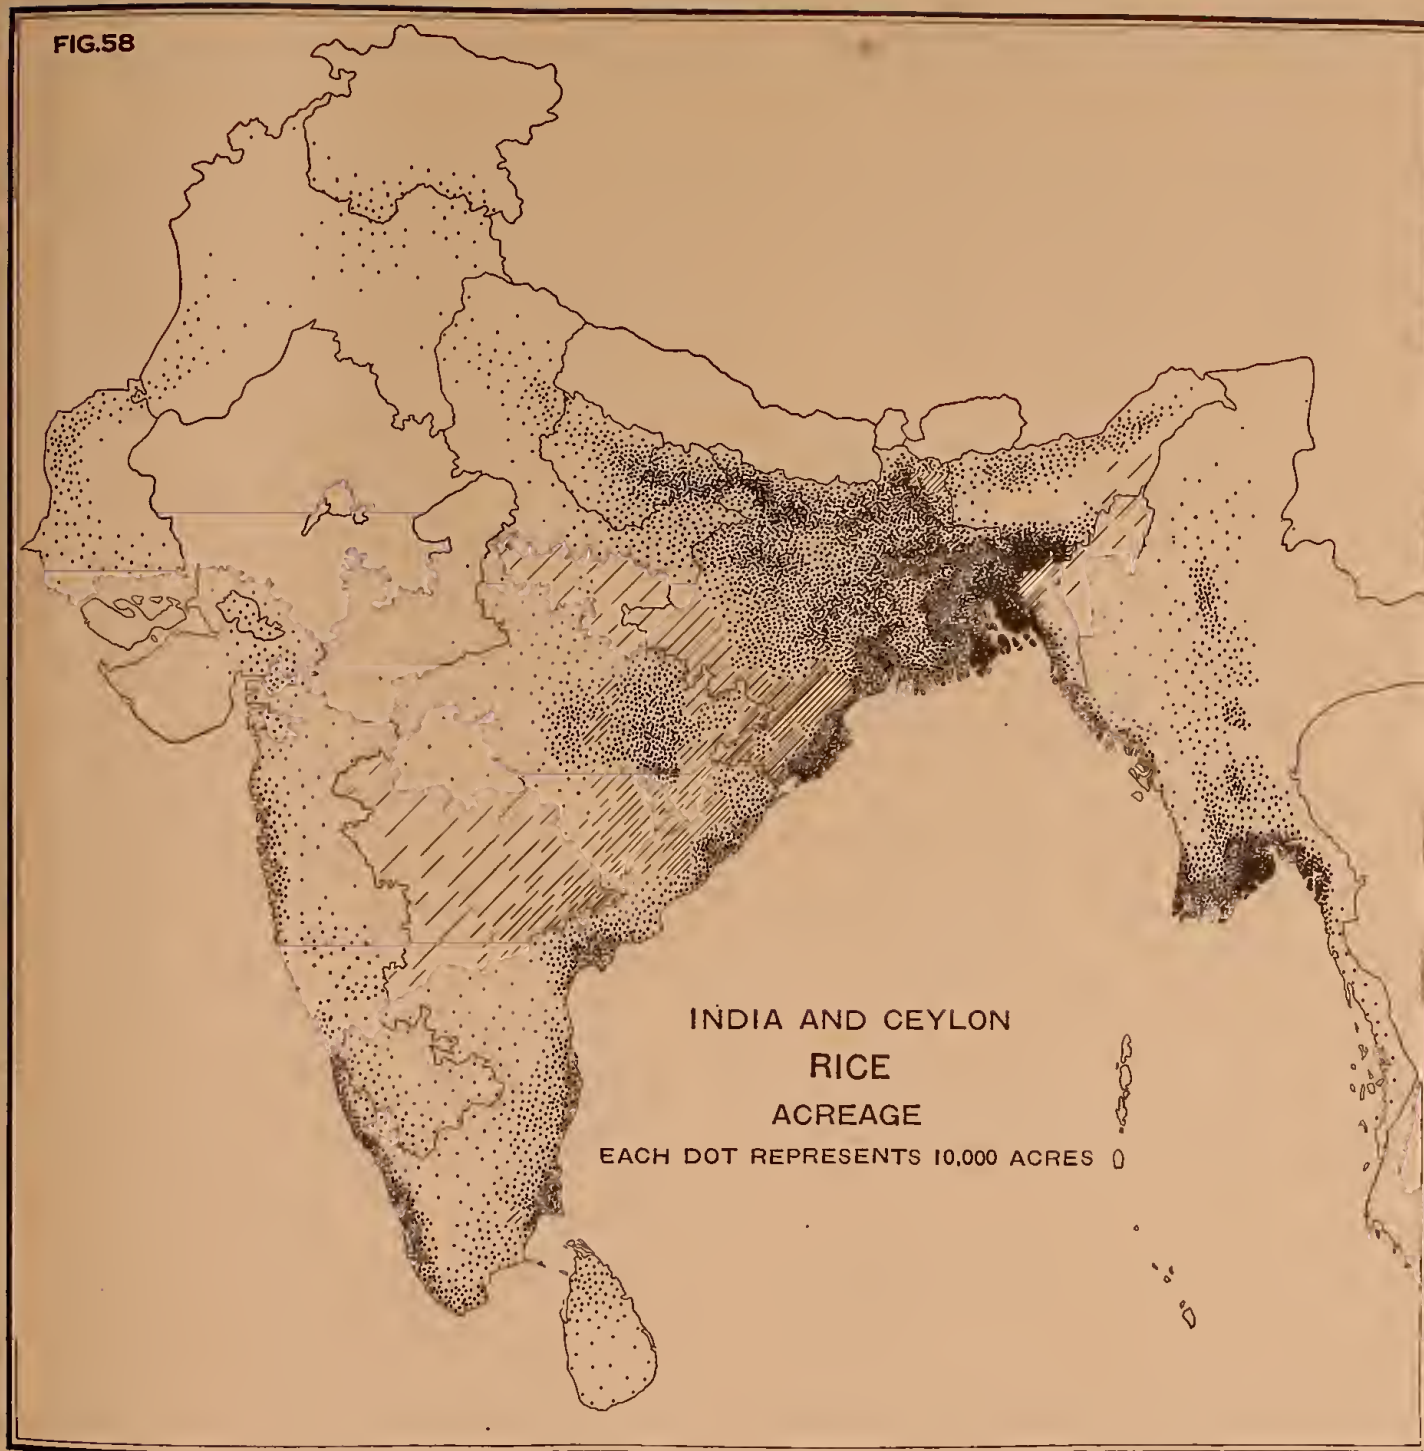 FIG.58
INDIA AND CEYLON
RICE
ACREAGE
EACH DOT REPRESENTS 10,000 ACRES